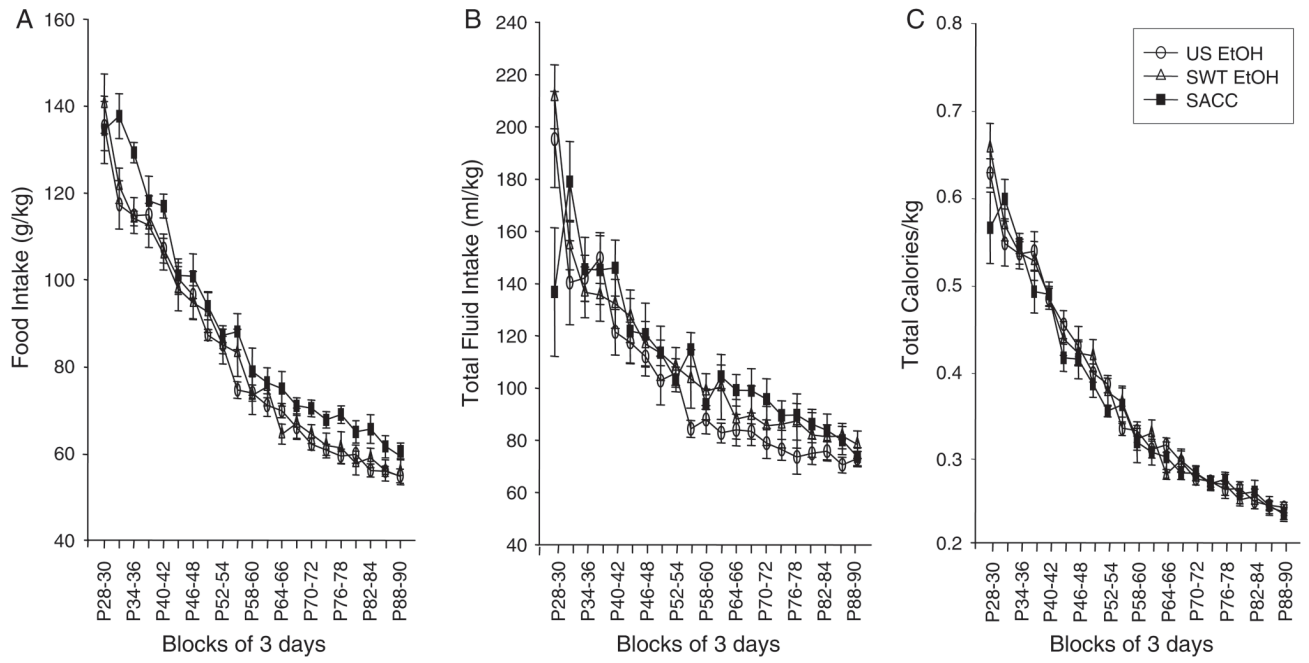 A
Food Intake (g/kg)
160
140
120
100
80
60
40
P28-30
P34-36
P40-42
P46-48
P52-54
P58-60
P64-66
P70-72
P76-78
P82-84
P88-90
Blocks of 3 days
B
Total Fluid Intake (ml/kg)
240
220
200
180
160
140
120
100
80
60
40
P28-30
P34-36
P40-42
P46-48
P52-54
P58-60
P64-66
P70-72
P76-78
P82-84
P88-90
Blocks of 3 days
C
Total Calories/kg
0.8
0.7
0.6
0.5
0.4
0.3
0.2
US EtOH
SWT EtOH
SACC
P28-30
P34-36
P40-42
P46-48
P52-54
P58-60
P64-66
P70-72
P76-78
P82-84
P88-90
Blocks of 3 days